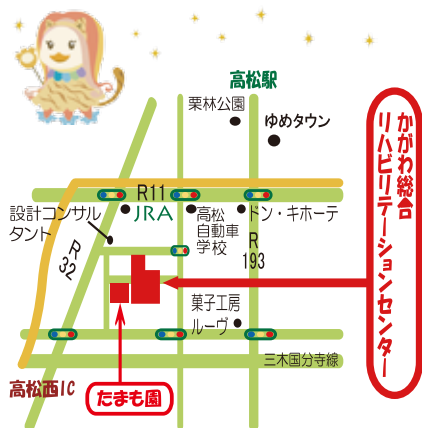 高松駅
栗林公園
ゆめタウン
かがわ総合
リハビリテーションセンター
R11
設計コンサル
タント
JRA
高松
自動車
学校
ドン・キホーテ
R
193
R
32
菓子工房
ルーヴ
三木国分寺線
高松西IC
たまも園